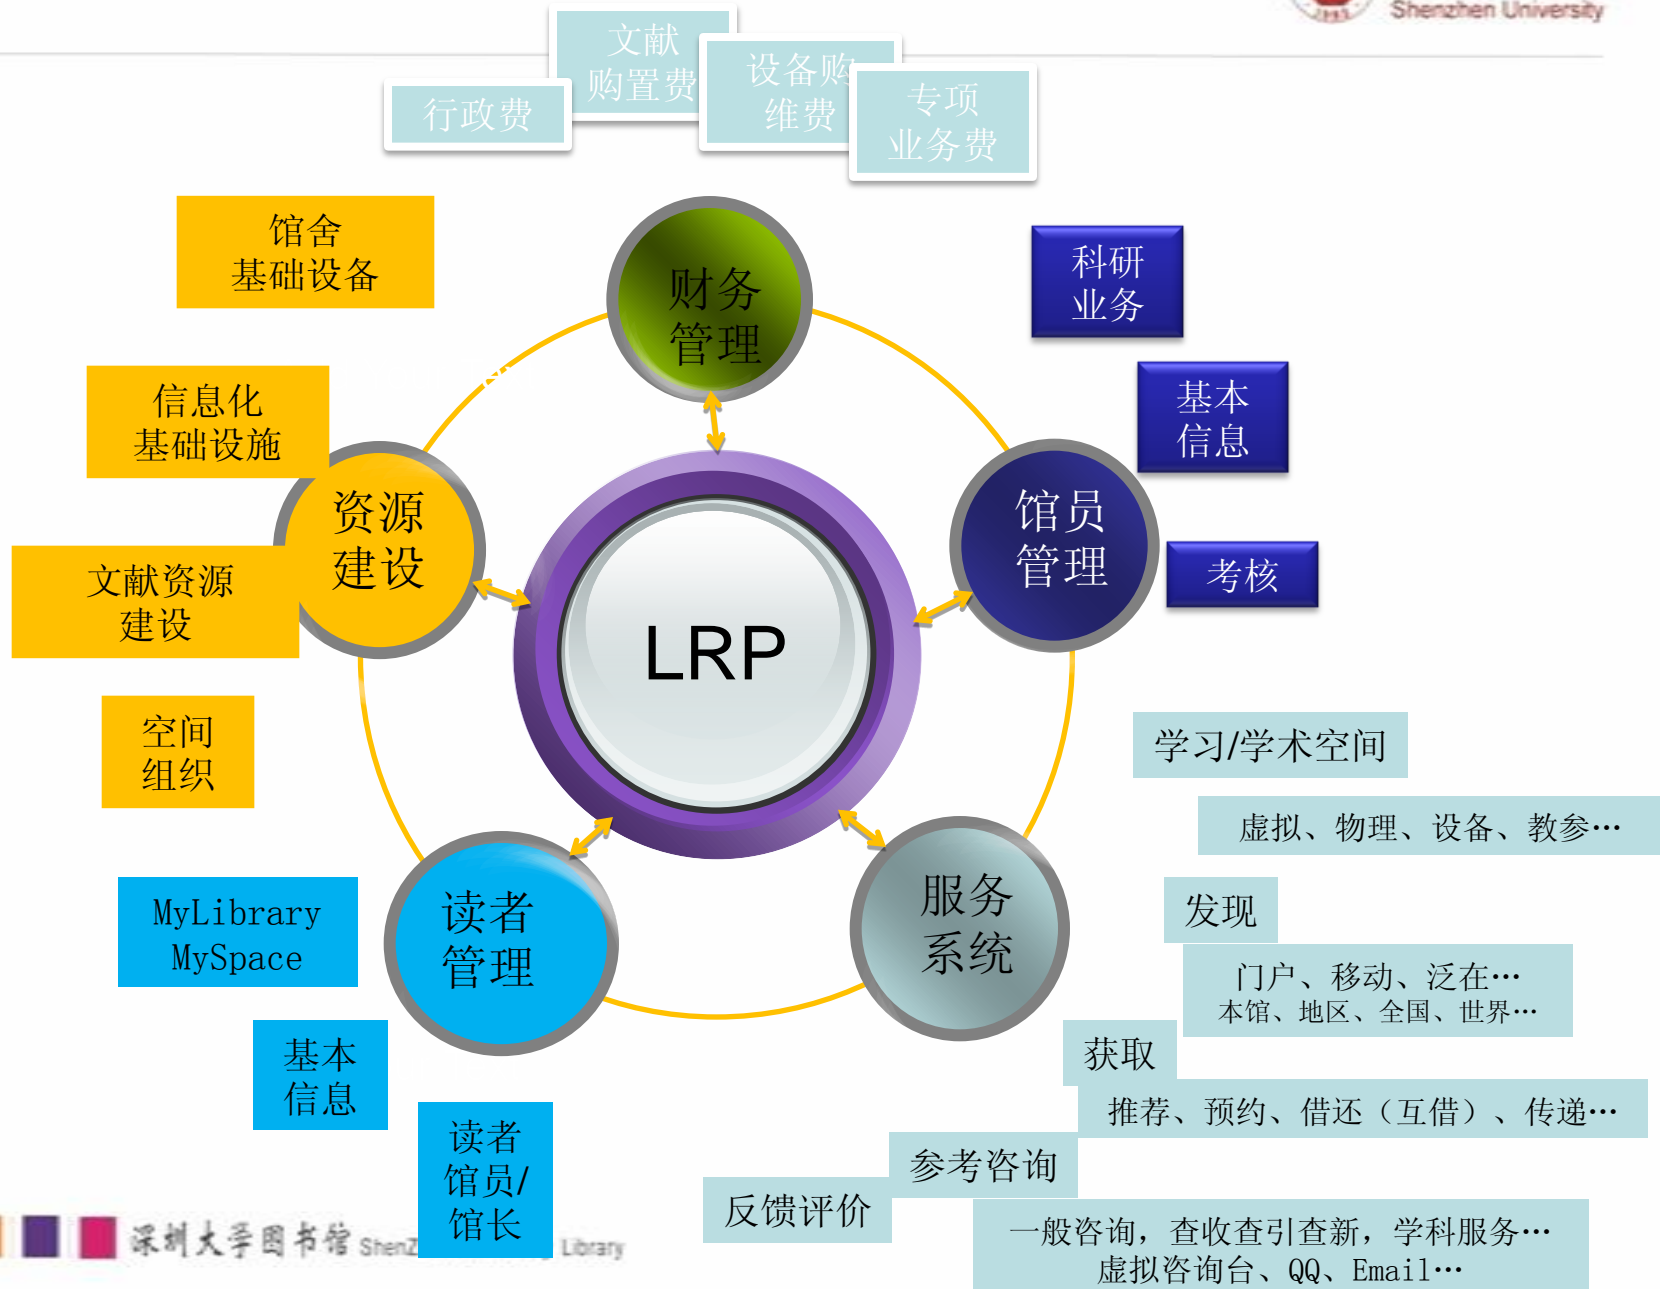 Shenzhen University
文献
购置费
设备购
维费
行政费
专项
业务费
馆舍
基础设备
财务
管理
科研
业务
信息化
基础设施
基本
信息
资源
建设
馆员
管理
考核
文献资源
建设
LRP
空间
组织
学习/学术空间
虚拟、物理、设备、教参…
MyLibrary
MySpace
读者
管理
服务
系统
发现
门户、移动、泛在…
本馆、地区、全国、世界…
基本
信息
获取
推荐、预约、借还（互借）、传递…
读者
馆员/
馆长
参考咨询
反馈评价
一般咨询，查收查引查新，学科服务…
虚拟咨询台、QQ、Email…
深圳大学图书馆
Library